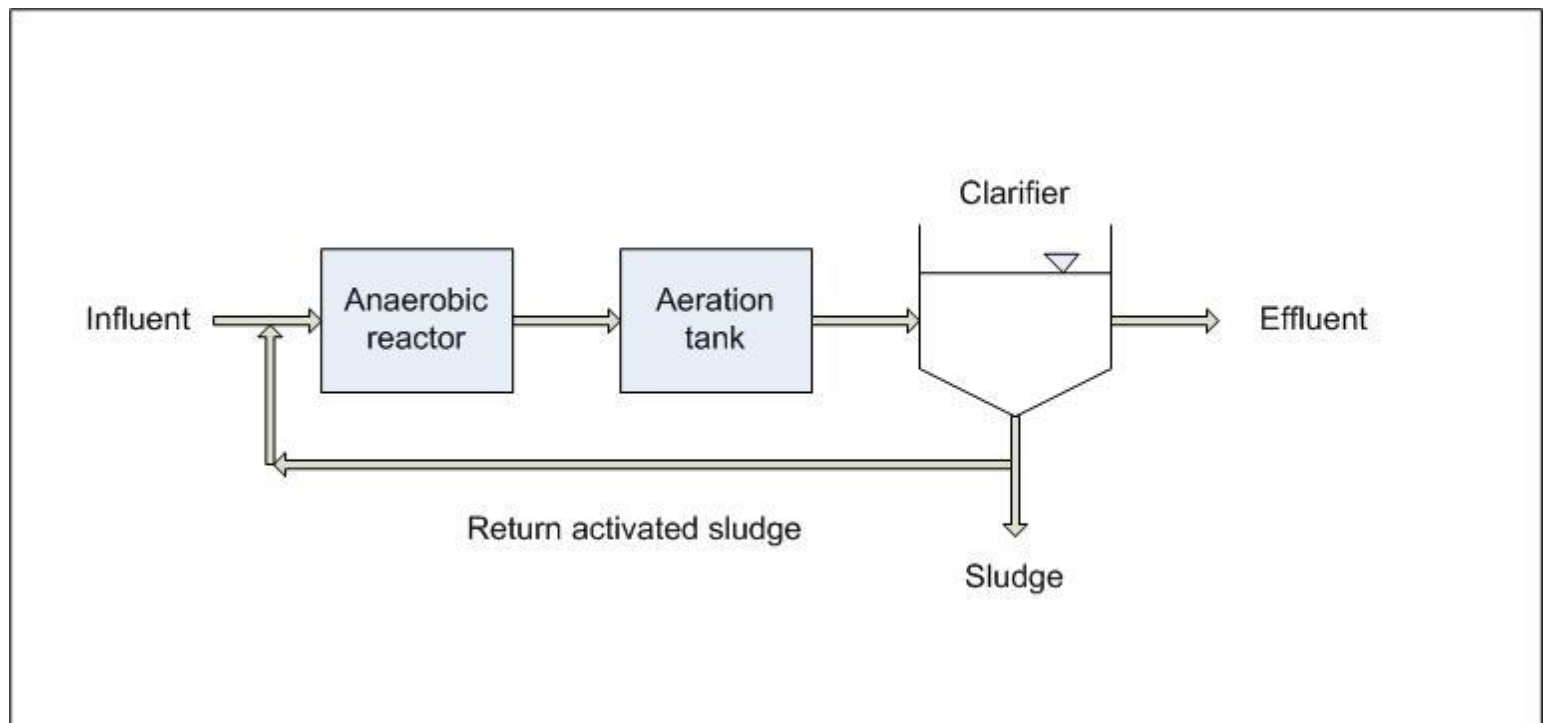 Clarifier
Influent
Anaerobic
reactor
Aeration
tank
Effluent
Return activated sludge
Sludge